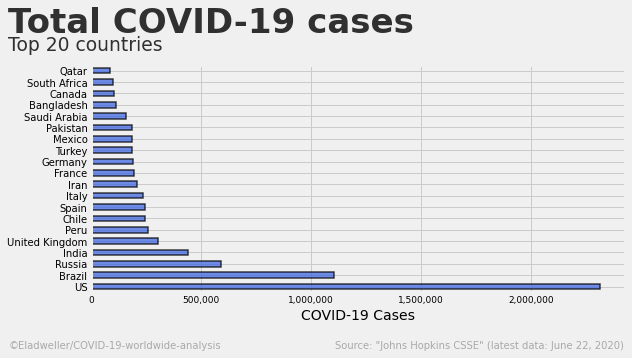 Total COVID-19 cases
Top 20 countries
Qatar
South Africa
Canada
Bangladesh
Saudi Arabia
Pakistan
Mexico
Turkey
Germany
France
Iran
Italy
Spain
Chile
Peru
United Kingdom
India
Russia
Brazil
US
0 500,000 1,000,000 1,500,000 2,000,000
COVID-19 Cases
©Eladweller/COVID-19-worldwide-analysis Source: "Johns Hopkins CSSE" (latest data: June 22, 2020)